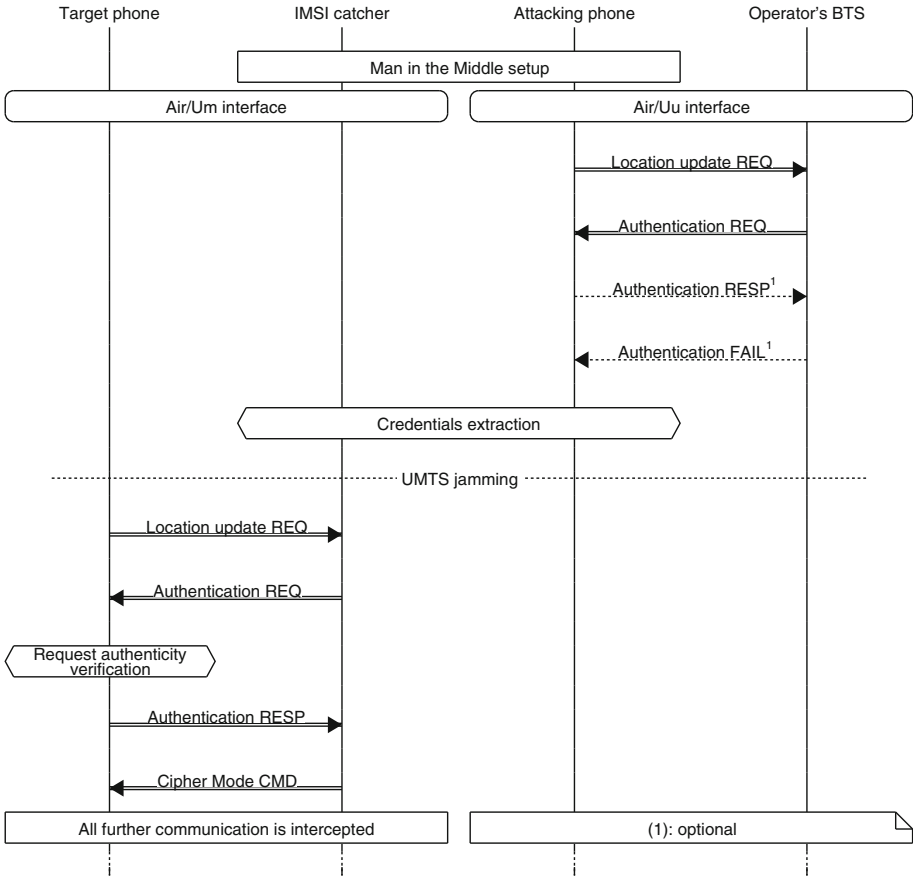 Target phone IMSI catcher Attacking phone Operator's BTS
Man in the Middle setup
Air/Um interface Air/Uu interface
Location update REQ
Authentication REQ
Authentication RESP¹
Authentication FAIL¹
Credentials extraction
UMTS jamming
Location update REQ
Authentication REQ
Request authenticity
verification
Authentication RESP
Cipher Mode CMD
All further communication is intercepted (1): optional